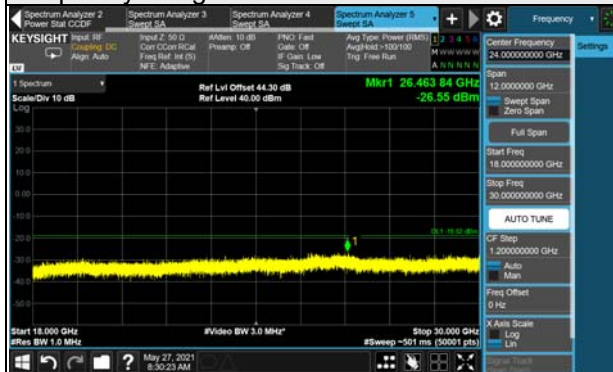 Spectrum Analyzer 2
Power Stat CCDF
Spectrum Analyzer 3
Swept SA
Spectrum Analyzer 4
Swept SA
Spectrum Analyzer 5
Swept SA
Frequency
KEYSIGHT
Input: RF
Coupling: DC
Align: Auto
Input Z: 50 Ω
Corr CCorr RCal
Freq Ref: Int (S)
NFE: Adaptive
#Atten: 10 dB
Preamp: Off
PNO: Fast
Gate: Off
IF Gain: Low
Sig Track: Off
Avg Type: Power (RMS)
Avg|Hold:>100/100
Trig: Free Run
1 2 3 4 5 6
M W W W W W
A N N N N N
1 Spectrum
Scale/Div 10 dB
Log
Ref Lvl Offset 44.30 dB
Ref Level 40.00 dBm
Mkr1 26.463 84 GHz
-26.55 dBm
30.0
20.0
10.0
0.00
-10.0
-20.0
-30.0
-40.0
-50.0
1
Start 18.000 GHz
#Res BW 1.0 MHz
#Video BW 3.0 MHz*
Stop 30.000 GHz
#Sweep ~501 ms (50001 pts)
May 27, 2021
8:30:23 AM
Center Frequency
24.000000000 GHz
Settings
Span
12.0000000 GHz
Swept Span
Zero Span
Full Span
Start Freq
18.000000000 GHz
Stop Freq
30.000000000 GHz
AUTO TUNE
CF Step
1.200000000 GHz
Auto
Man
Freq Offset
0 Hz
X Axis Scale
Log
Lin
Signal Track